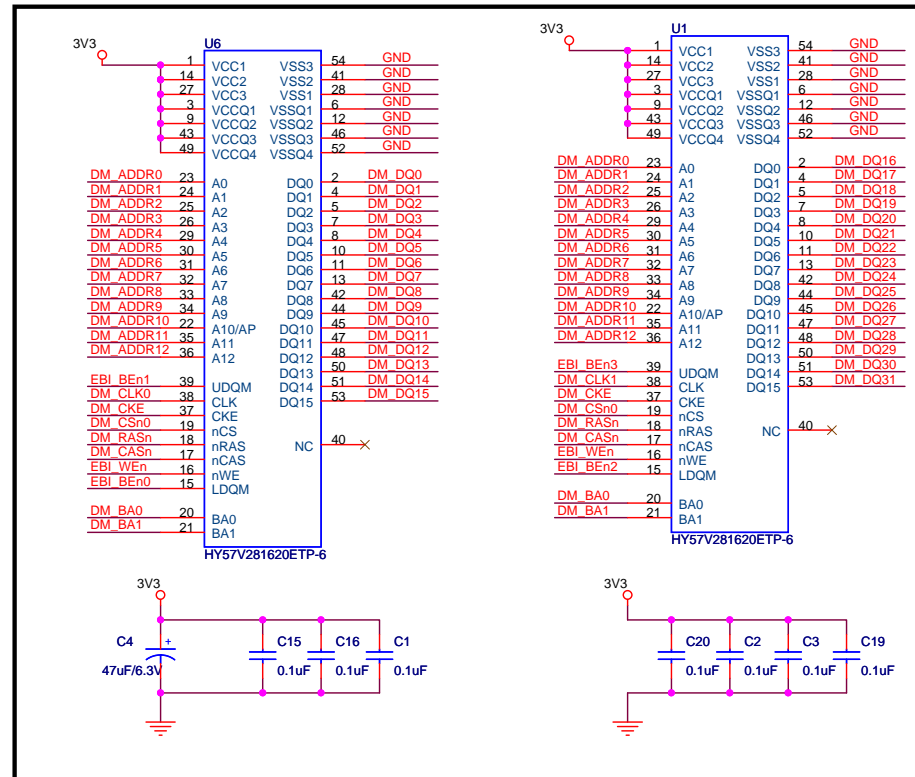 U6
3V3
1 VCC1 VSS3 54 GND
14 VCC2 VSS2 41 GND
27 VCC3 VSS1 28 GND
3 VCCQ1 VSSQ1 6 GND
9 VCCQ2 VSSQ2 12 GND
43 VCCQ3 VSSQ3 46 GND
49 VCCQ4 VSSQ4 52 GND
DM_ADDR0 23 A0 DQ0 2 DM_DQ0
DM_ADDR1 24 A1 DQ1 4 DM_DQ1
DM_ADDR2 25 A2 DQ2 5 DM_DQ2
DM_ADDR3 26 A3 DQ3 7 DM_DQ3
DM_ADDR4 29 A4 DQ4 8 DM_DQ4
DM_ADDR5 30 A5 DQ5 10 DM_DQ5
DM_ADDR6 31 A6 DQ6 11 DM_DQ6
DM_ADDR7 32 A7 DQ7 13 DM_DQ7
DM_ADDR8 33 A8 DQ8 42 DM_DQ8
DM_ADDR9 34 A9 DQ9 44 DM_DQ9
DM_ADDR10 22 A10/AP DQ10 45 DM_DQ10
DM_ADDR11 35 A11 DQ11 47 DM_DQ11
DM_ADDR12 36 A12 DQ12 48 DM_DQ12
DQ13 50 DM_DQ13
EBI_BEn1 39 UDQM DQ14 51 DM_DQ14
DM_CLK0 38 CLK DQ15 53 DM_DQ15
DM_CKE 37 CKE
DM_CSn0 19 nCS
DM_RASn 18 nRAS NC 40
DM_CASn 17 nCAS
EBI_WEn 16 nWE
EBI_BEn0 15 LDQM
DM_BA0 20 BA0
DM_BA1 21 BA1
HY57V281620ETP-6
U1
3V3
1 VCC1 VSS3 54 GND
14 VCC2 VSS2 41 GND
27 VCC3 VSS1 28 GND
3 VCCQ1 VSSQ1 6 GND
9 VCCQ2 VSSQ2 12 GND
43 VCCQ3 VSSQ3 46 GND
49 VCCQ4 VSSQ4 52 GND
DM_ADDR0 23 A0 DQ0 2 DM_DQ16
DM_ADDR1 24 A1 DQ1 4 DM_DQ17
DM_ADDR2 25 A2 DQ2 5 DM_DQ18
DM_ADDR3 26 A3 DQ3 7 DM_DQ19
DM_ADDR4 29 A4 DQ4 8 DM_DQ20
DM_ADDR5 30 A5 DQ5 10 DM_DQ21
DM_ADDR6 31 A6 DQ6 11 DM_DQ22
DM_ADDR7 32 A7 DQ7 13 DM_DQ23
DM_ADDR8 33 A8 DQ8 42 DM_DQ24
DM_ADDR9 34 A9 DQ9 44 DM_DQ25
DM_ADDR10 22 A10/AP DQ10 45 DM_DQ26
DM_ADDR11 35 A11 DQ11 47 DM_DQ27
DM_ADDR12 36 A12 DQ12 48 DM_DQ28
DQ13 50 DM_DQ29
EBI_BEn3 39 UDQM DQ14 51 DM_DQ30
DM_CLK1 38 CLK DQ15 53 DM_DQ31
DM_CKE 37 CKE
DM_CSn0 19 nCS
DM_RASn 18 nRAS NC 40
DM_CASn 17 nCAS
EBI_WEn 16 nWE
EBI_BEn2 15 LDQM
DM_BA0 20 BA0
DM_BA1 21 BA1
HY57V281620ETP-6
3V3
C4 + C15 C16 C1
47uF/6.3V 0.1uF 0.1uF 0.1uF
3V3
C20 C2 C3 C19
0.1uF 0.1uF 0.1uF 0.1uF